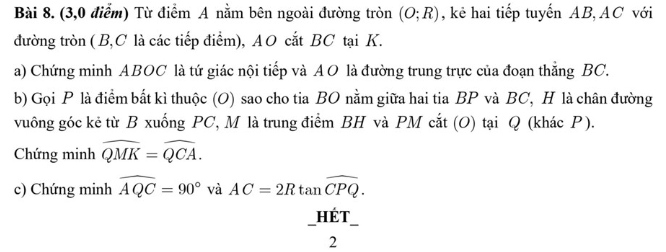 Bài 8. (3,0 điểm) Từ điểm A nằm bên ngoài đường tròn (O;R), kẻ hai tiếp tuyến AB, AC với
đường tròn ( B,C là các tiếp điểm), AO cắt BC tại K.
a) Chứng minh ABOC là tứ giác nội tiếp và AO là đường trung trực của đoạn thẳng BC.
b) Gọi P là điểm bất kì thuộc (O) sao cho tia BO nằm giữa hai tia BP và BC, H là chân đường
vuông góc kẻ từ B xuống PC, M là trung điểm BH và PM cắt (O) tại Q (khác P).
Chứng minh \widehat{QMK} = \widehat{QCA}.
c) Chứng minh \widehat{AQC} = 90° và AC = 2R tan \widehat{CPQ}.
_HẾT_
2